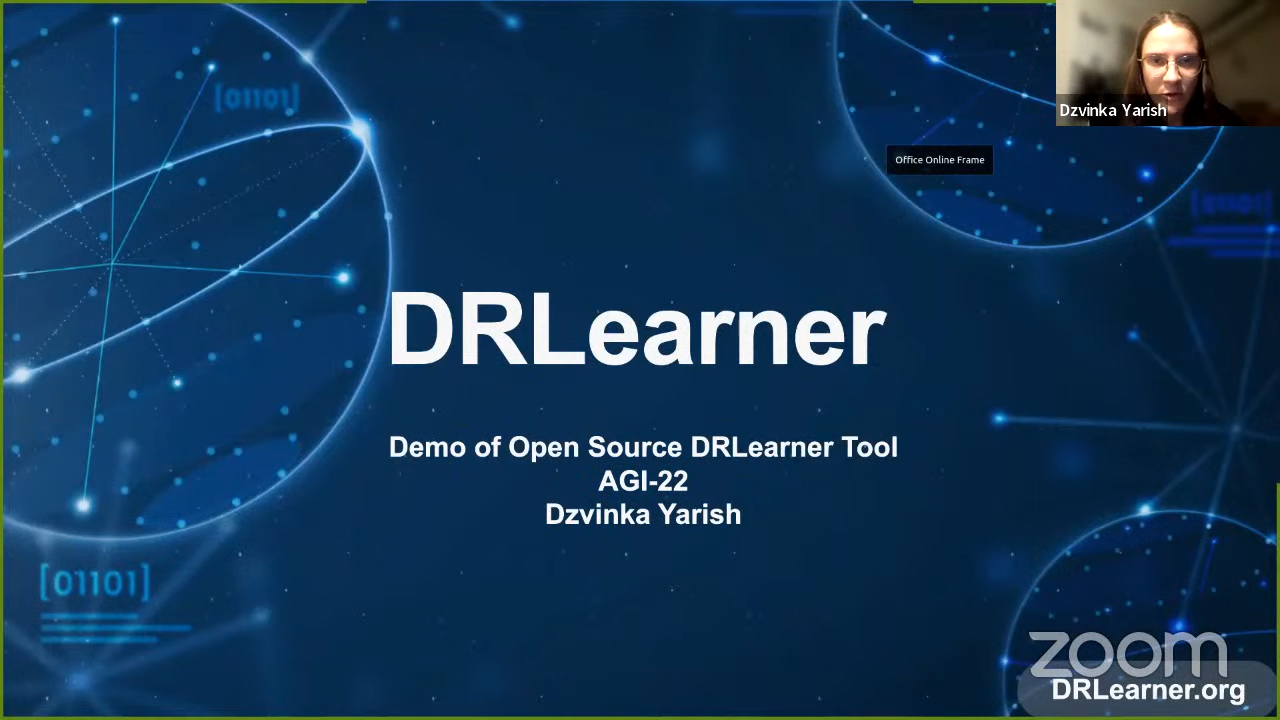 [01101]
Dzvinka Yarish
Office Online Frame
DRLearner
Demo of Open Source DRLearner Tool
AGI-22
Dzvinka Yarish
[01101]
zoom
DRLearner.org